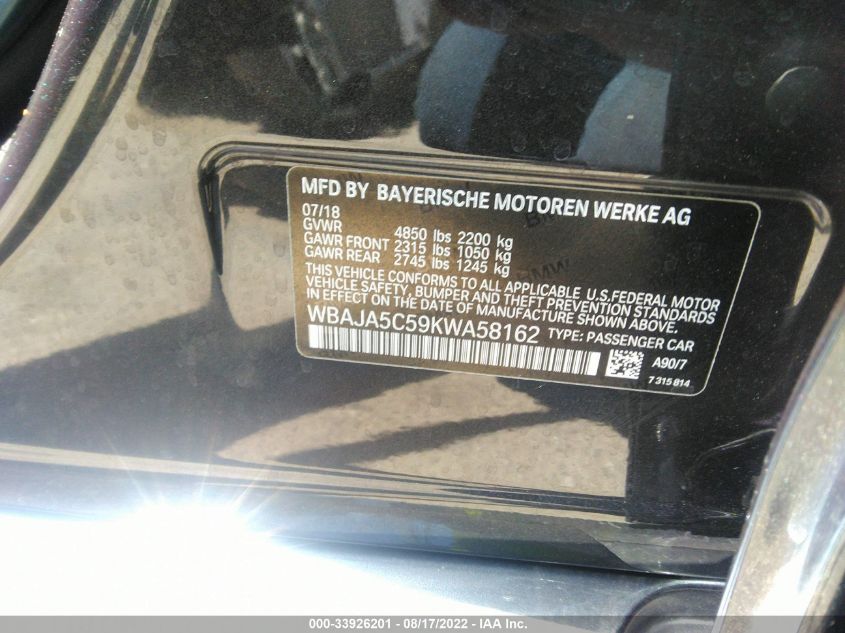 MFD BY BAYERISCHE MOTOREN WERKE AG
07/18
GVWR 4850 lbs 2200 kg
GAWR FRONT 2315 lbs 1050 kg
GAWR REAR 2745 lbs 1245 kg
THIS VEHICLE CONFORMS TO ALL APPLICABLE U.S.FEDERAL MOTOR
VEHICLE SAFETY, BUMPER AND THEFT PREVENTION STANDARDS
IN EFFECT ON THE DATE OF MANUFACTURE SHOWN ABOVE.
WBAJA5C59KWA58162 TYPE: PASSENGER CAR
A90/7
7 315 814
000-33926201 - 08/17/2022 - IAA Inc.